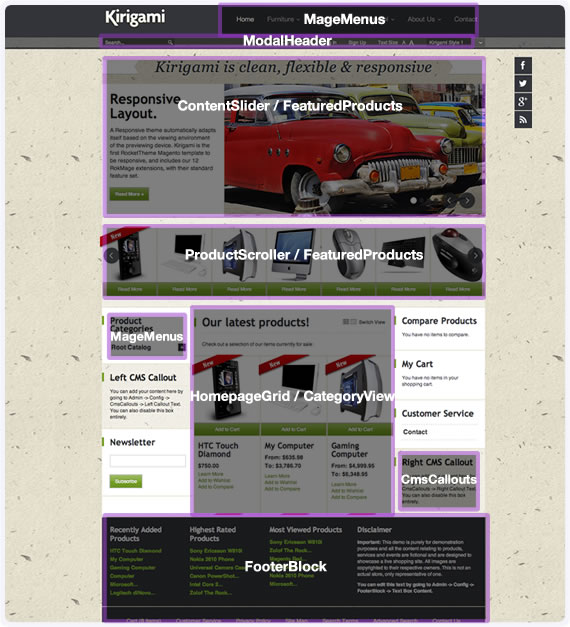 Kirigami
Home Furniture MageMenus About Us Contact
Search... Sign Up Text Size A A Kirigami Style 1
ModalHeader
Kirigami is clean, flexible & responsive
Responsive
Layout.
ContentSlider / FeaturedProducts
A Responsive theme automatically adapts
itself based on the viewing environment
of the previewing device. Kirigami is the
first RocketTheme Magento template to
be responsive, and includes our 12
RokMage extensions, with their standard
feature set.
Read More »
New
ProductScroller / FeaturedProducts
Read More Read More Read More Read More Read More Read More Read More
Product
Categories
MageMenus
Root Catalog
Left CMS Callout
You can add your content here by
going to Admin -> Config ->
CmsCallouts -> Left Callout Text.
You can also disable this box
entirely.
Newsletter
Subscribe
Our latest products!
Switch View
Check out a selection of our items currently for sale
New New New
HomepageGrid / CategoryView
Add to Cart Add to Cart Add to Cart
HTC Touch
Diamond
$750.00
Learn More
Add to Wishlist
Add to Compare
My Computer
From: $635.98
To: $3,785.70
Learn More
Add to Wishlist
Add to Compare
Gaming
Computer
From: $4,999.95
To: $5,348.95
Learn More
Add to Wishlist
Add to Compare
Compare Products
You have no items to compare.
My Cart
You have no items in your
shopping cart.
Customer Service
Contact
Right CMS Callout
CmsCallouts
CmsCallouts -> Right Callout Text.
You can also disable this box
entirely.
Recently Added
Products
HTC Touch Diamond
My Computer
Gaming Computer
Computer
Microsoft...
Logitech diNovo...
Highest Rated
Products
Sony Ericsson W810i
Nokia 2610 Phone
Universal Camera
Canon PowerShot...
Intel Core 2...
Zolof The Rock...
Most Viewed Products
Sony Ericsson W810i
Zolof The Rock...
Magento Red
Nokia 2610 Phone
Microsoft...
Disclaimer
Important! This demo is purely for demonstration
purposes and all the content relating to products,
services and events are fictional and are designed to
showcase a live shopping site. All images are
copyrighted to their respective owners. This is not an
actual store, only representative of one.
You can edit this text by going to Admin -> Config ->
FooterBlock -> Text Box Content.
FooterBlock
Cart (0 items) Customer Service Privacy Policy Site Map Search Terms Advanced Search Contact Us